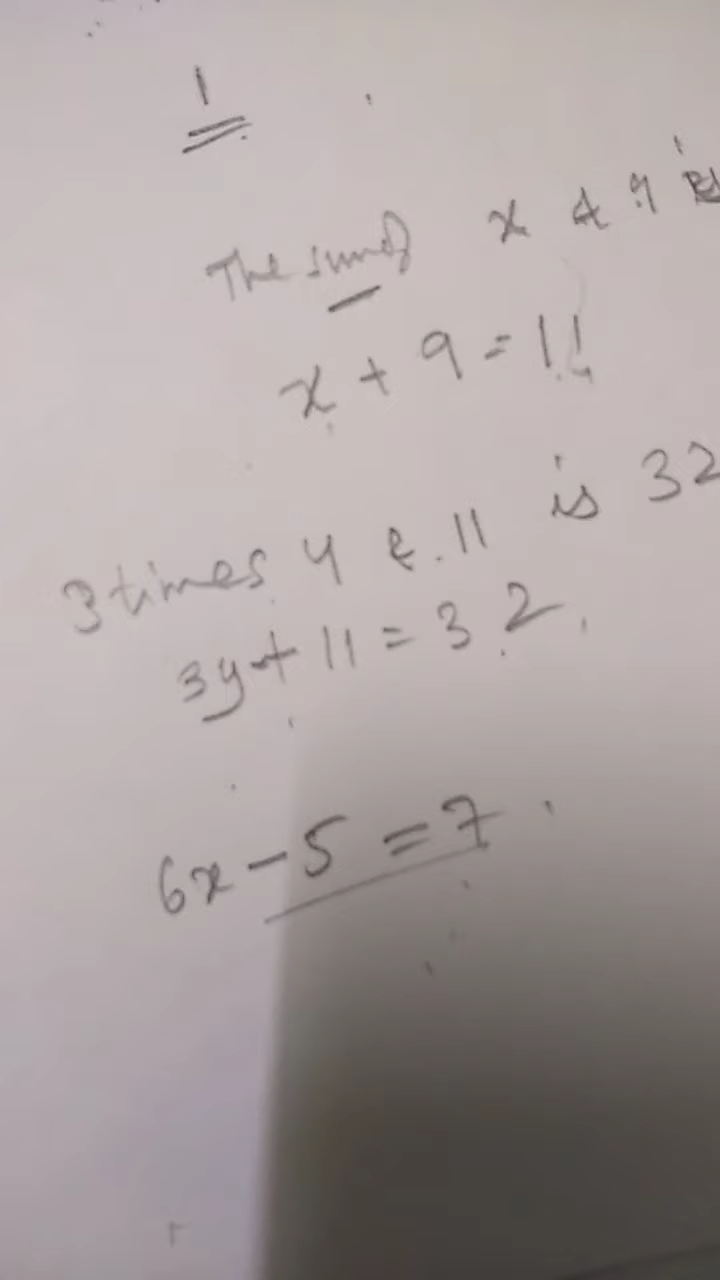 1
The sum of x & 9 is
x + 9 = 11
3 times y & 11 is 32
3y + 11 = 32
6x - 5 = 7